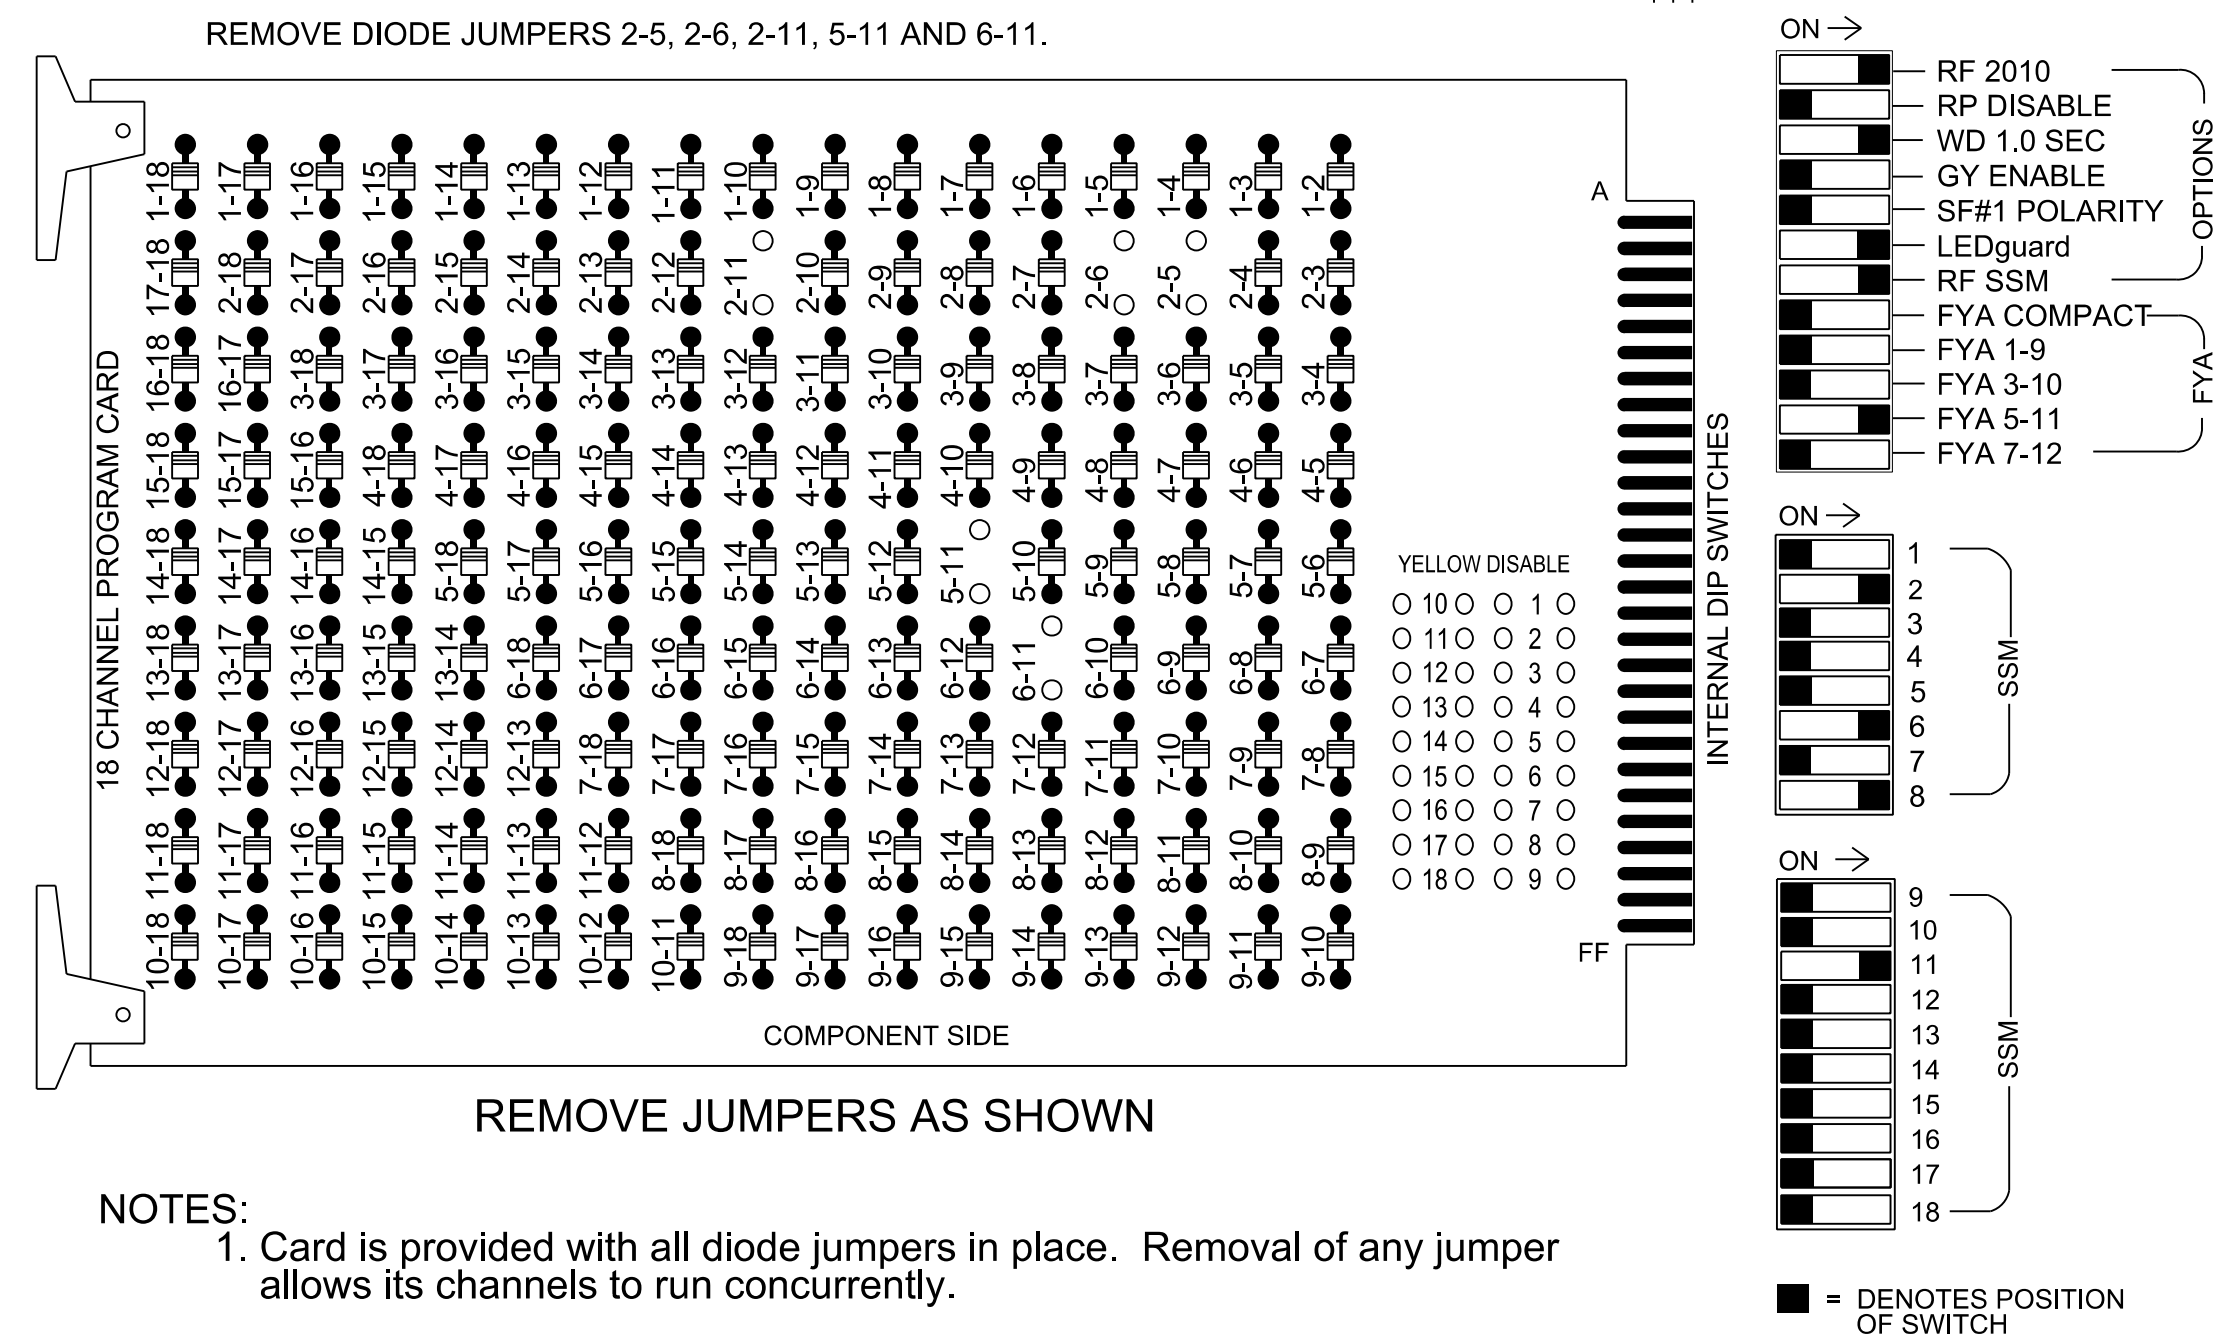 REMOVE DIODE JUMPERS 2-5, 2-6, 2-11, 5-11 AND 6-11.
18 CHANNEL PROGRAM CARD
1-18 1-17 1-16 1-15 1-14 1-13 1-12 1-11 1-10 1-9 1-8 1-7 1-6 1-5 1-4 1-3 1-2
17-18 2-18 2-17 2-16 2-15 2-14 2-13 2-12 2-11 2-10 2-9 2-8 2-7 2-6 2-5 2-4 2-3
16-18 16-17 3-18 3-17 3-16 3-15 3-14 3-13 3-12 3-11 3-10 3-9 3-8 3-7 3-6 3-5 3-4
15-18 15-17 15-16 4-18 4-17 4-16 4-15 4-14 4-13 4-12 4-11 4-10 4-9 4-8 4-7 4-6 4-5
14-18 14-17 14-16 14-15 5-18 5-17 5-16 5-15 5-14 5-13 5-12 5-11 5-10 5-9 5-8 5-7 5-6
13-18 13-17 13-16 13-15 13-14 6-18 6-17 6-16 6-15 6-14 6-13 6-12 6-11 6-10 6-9 6-8 6-7
12-18 12-17 12-16 12-15 12-14 12-13 7-18 7-17 7-16 7-15 7-14 7-13 7-12 7-11 7-10 7-9 7-8
11-18 11-17 11-16 11-15 11-14 11-13 11-12 8-18 8-17 8-16 8-15 8-14 8-13 8-12 8-11 8-10 8-9
10-18 10-17 10-16 10-15 10-14 10-13 10-12 10-11 9-18 9-17 9-16 9-15 9-14 9-13 9-12 9-11 9-10
YELLOW DISABLE
10 1
11 2
12 3
13 4
14 5
15 6
16 7
17 8
18 9
A
FF
COMPONENT SIDE
REMOVE JUMPERS AS SHOWN
INTERNAL DIP SWITCHES
ON
RF 2010
RP DISABLE
WD 1.0 SEC
GY ENABLE
SF#1 POLARITY
LEDguard
RF SSM
OPTIONS
FYA COMPACT
FYA 1-9
FYA 3-10
FYA 5-11
FYA 7-12
FYA
ON
1
2
3
4
5
6
7
8
SSM
ON
9
10
11
12
13
14
15
16
17
18
SSM
= DENOTES POSITION
OF SWITCH
NOTES:
1. Card is provided with all diode jumpers in place. Removal of any jumper
allows its channels to run concurrently.